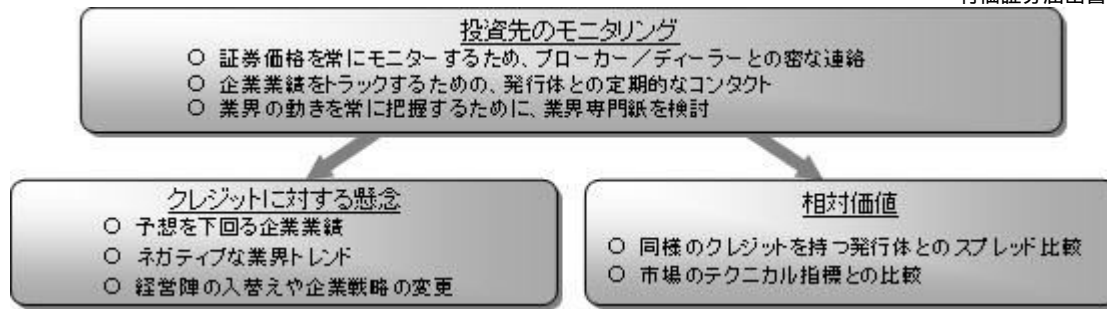 投資先のモニタリング
○ 証券価格を常にモニターするため、ブローカー／ディーラーとの密な連絡
○ 企業業績をトラックするための、発行体との定期的なコンタクト
○ 業界の動きを常に把握するために、業界専門紙を検討
クレジットに対する懸念
○ 予想を下回る企業業績
○ ネガティブな業界トレンド
○ 経営陣の入替えや企業戦略の変更
相対価値
○ 同様のクレジットを持つ発行体とのスプレッド比較
○ 市場のテクニカル指標との比較